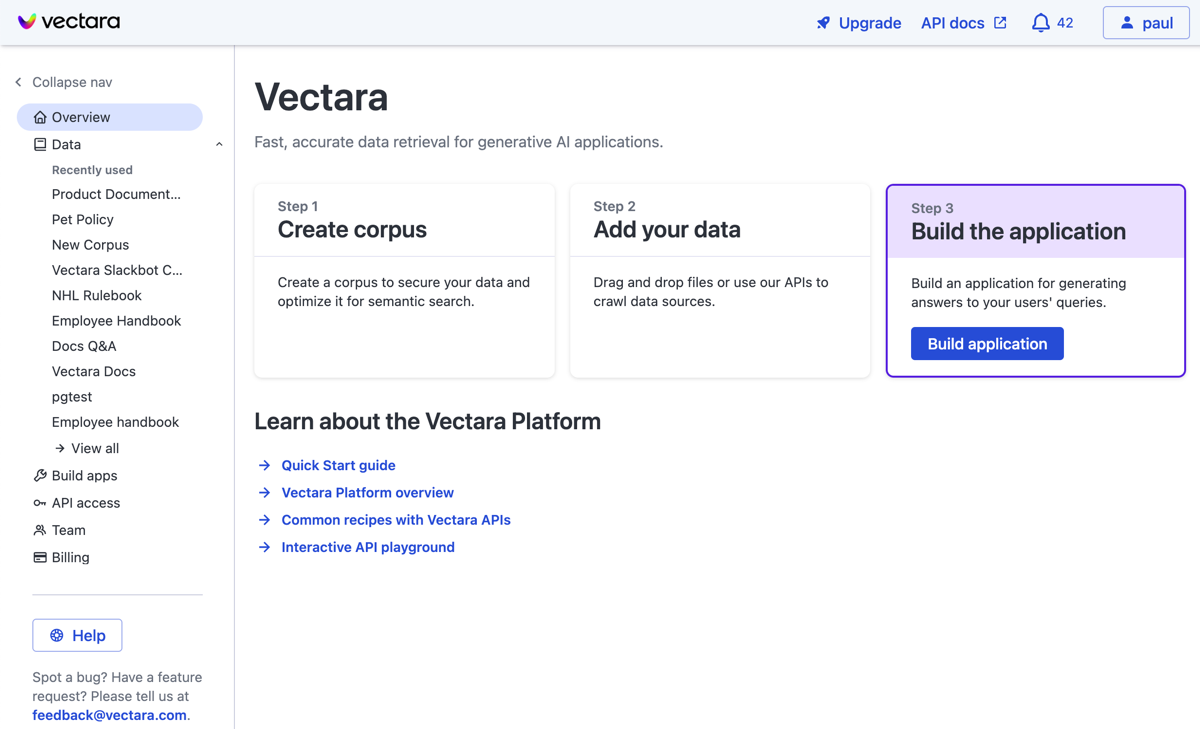 vectara
Upgrade
API docs
42
paul
Collapse nav
Overview
Data
Recently used
Product Document...
Pet Policy
New Corpus
Vectara Slackbot C...
NHL Rulebook
Employee Handbook
Docs Q&A
Vectara Docs
pgtest
Employee handbook
View all
Build apps
API access
Team
Billing
Help
Spot a bug? Have a feature
request? Please tell us at
feedback@vectara.com.
Vectara
Fast, accurate data retrieval for generative AI applications.
Step 1
Create corpus
Create a corpus to secure your data and
optimize it for semantic search.
Step 2
Add your data
Drag and drop files or use our APIs to
crawl data sources.
Step 3
Build the application
Build an application for generating
answers to your users' queries.
Build application
Learn about the Vectara Platform
Quick Start guide
Vectara Platform overview
Common recipes with Vectara APIs
Interactive API playground